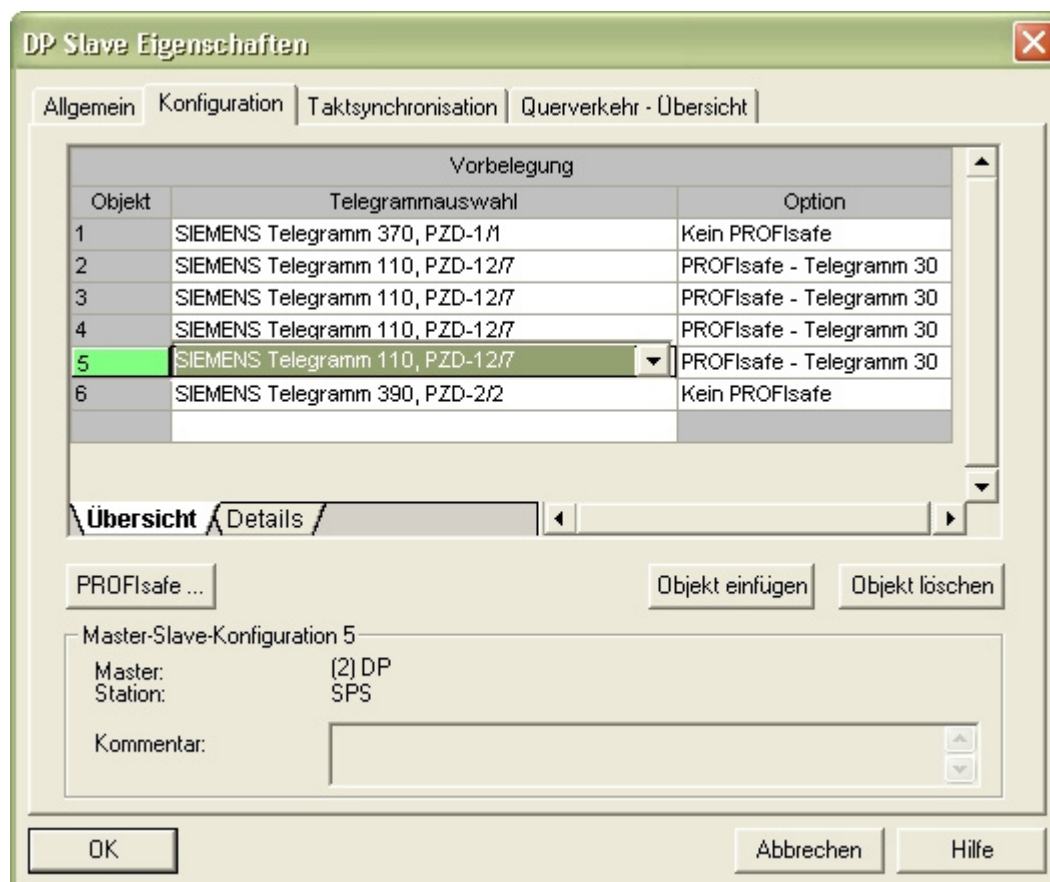 DP Slave Eigenschaften
Allgemein Konfiguration Taktsynchronisation Querverkehr - Übersicht
Vorbelegung
Objekt Telegrammauswahl Option
1 SIEMENS Telegramm 370, PZD-1/1 Kein PROFIsafe
2 SIEMENS Telegramm 110, PZD-12/7 PROFIsafe - Telegramm 30
3 SIEMENS Telegramm 110, PZD-12/7 PROFIsafe - Telegramm 30
4 SIEMENS Telegramm 110, PZD-12/7 PROFIsafe - Telegramm 30
5 SIEMENS Telegramm 110, PZD-12/7 PROFIsafe - Telegramm 30
6 SIEMENS Telegramm 390, PZD-2/2 Kein PROFIsafe
Übersicht Details
PROFIsafe ... Objekt einfügen Objekt löschen
Master-Slave-Konfiguration 5
Master: (2) DP
Station: SPS
Kommentar:
OK Abbrechen Hilfe